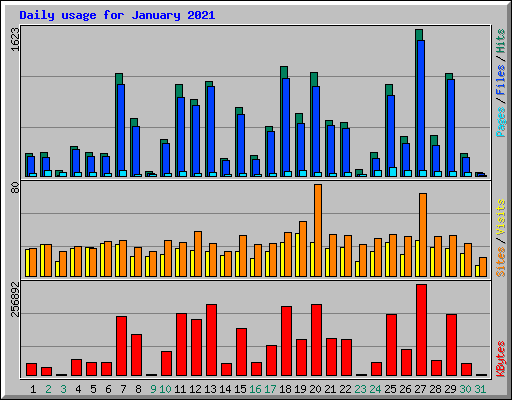 Daily usage for January 2021
1623
Pages / Files / Hits
80
Sites / Visits
256892
KBytes
1 2 3 4 5 6 7 8 9 10 11 12 13 14 15 16 17 18 19 20 21 22 23 24 25 26 27 28 29 30 31